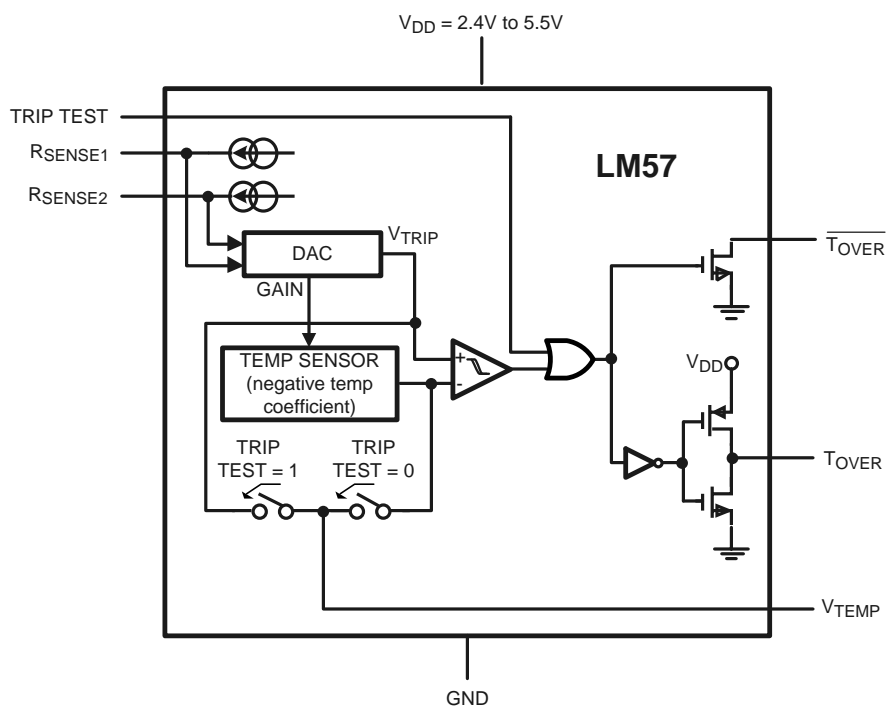 VDD = 2.4V to 5.5V
TRIP TEST
RSENSE1
LM57
RSENSE2
VTRIP
DAC
TOVER
GAIN
TEMP SENSOR
(negative temp
coefficient)
+
-
VDD
TRIP
TEST = 1
TRIP
TEST = 0
TOVER
VTEMP
GND